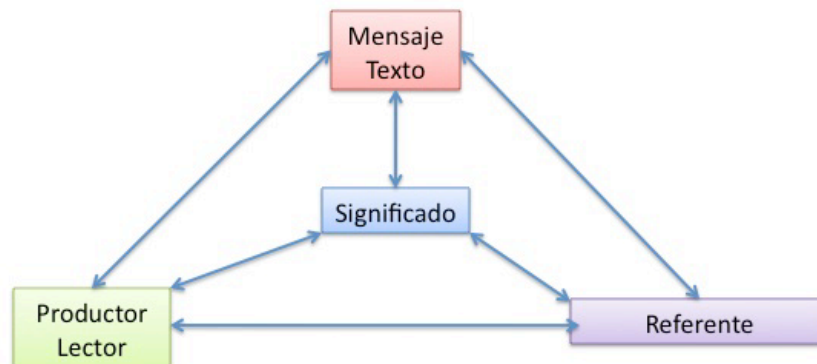 Mensaje
Texto
Significado
Productor
Lector
Referente